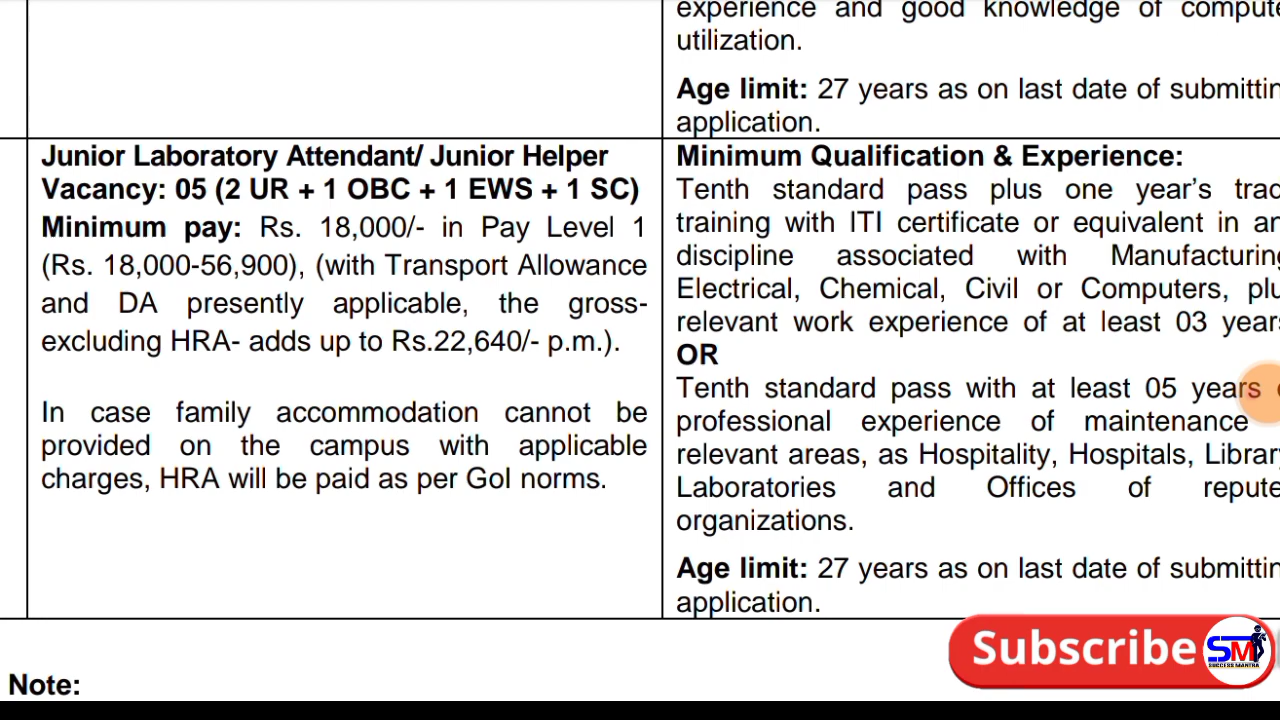 experience and good knowledge of compute
utilization.
Age limit: 27 years as on last date of submittin
application.
Junior Laboratory Attendant/ Junior Helper
Vacancy: 05 (2 UR + 1 OBC + 1 EWS + 1 SC)
Minimum pay: Rs. 18,000/- in Pay Level 1
(Rs. 18,000-56,900), (with Transport Allowance
and DA presently applicable, the gross-
excluding HRA- adds up to Rs.22,640/- p.m.).
In case family accommodation cannot be
provided on the campus with applicable
charges, HRA will be paid as per GoI norms.
Minimum Qualification & Experience:
Tenth standard pass plus one year's trad
training with ITI certificate or equivalent in an
discipline associated with Manufacturing
Electrical, Chemical, Civil or Computers, plu
relevant work experience of at least 03 years
OR
Tenth standard pass with at least 05 years
professional experience of maintenance
relevant areas, as Hospitality, Hospitals, Library
Laboratories and Offices of repute
organizations.
Age limit: 27 years as on last date of submittin
application.
Note:
Subscribe
SM
SUCCESS MANTRA